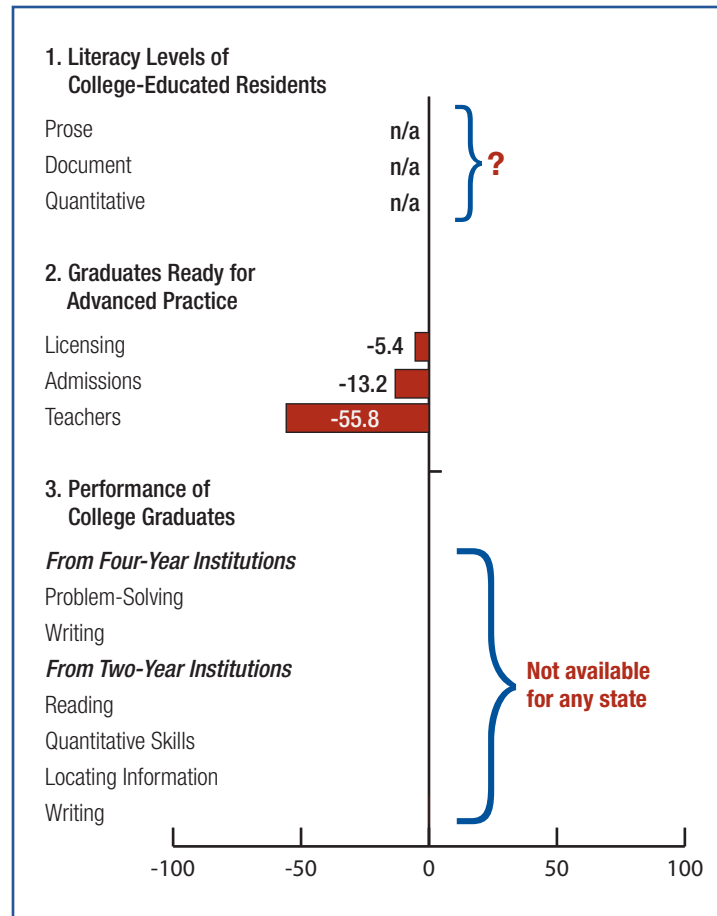 1. Literacy Levels of
College-Educated Residents
Prose n/a
Document n/a
Quantitative n/a
?
2. Graduates Ready for
Advanced Practice
Licensing -5.4
Admissions -13.2
Teachers -55.8
3. Performance of
College Graduates
From Four-Year Institutions
Problem-Solving
Writing
From Two-Year Institutions
Reading
Quantitative Skills
Locating Information
Writing
Not available
for any state
-100 -50 0 50 100